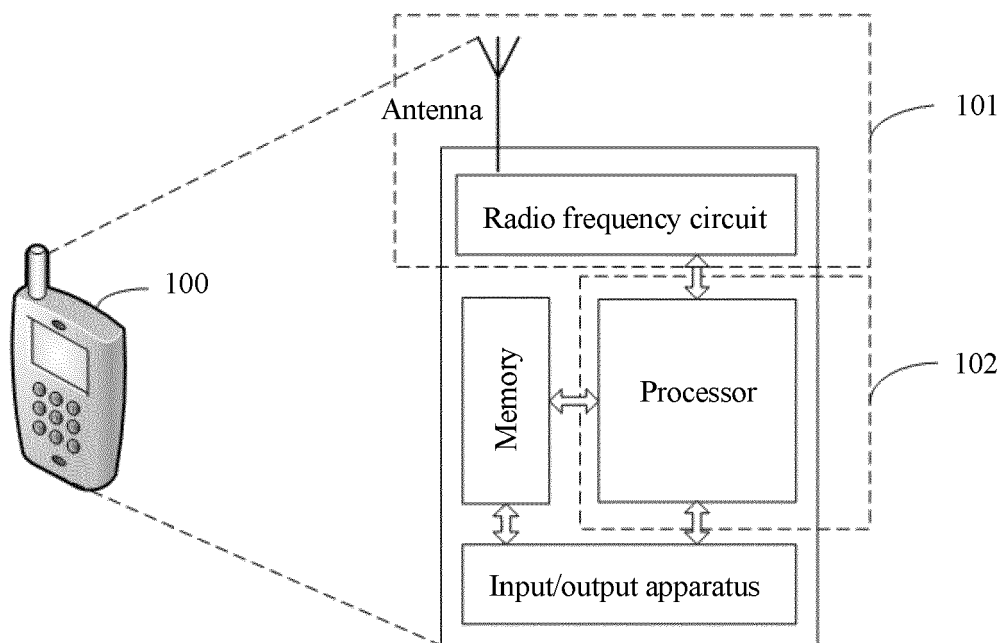 Antenna
101
Radio frequency circuit
100
Memory
Processor
102
Input/output apparatus